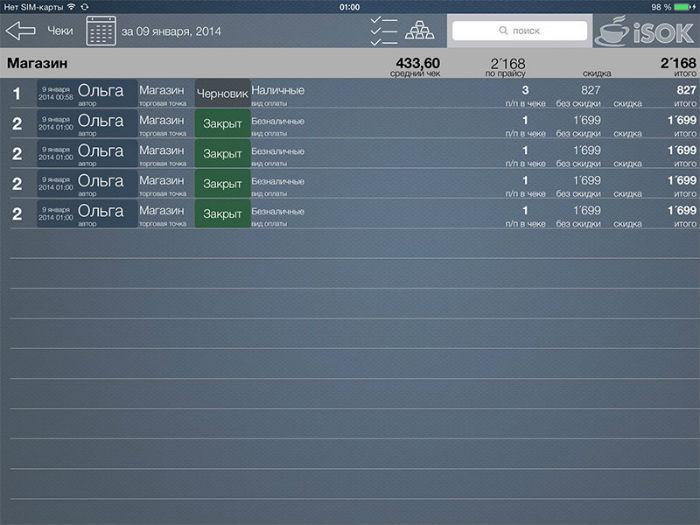 Нет SIM-карты 01:00 98 %
Чеки за 09 января, 2014 поиск iSOK
Магазин 433,60 2´168 2´168
средний чек по прайсу скидка итого
1 9 января 2014 00:58 Ольга Магазин Черновик Наличные 3 827 827
автор торговая точка п/п в чеке без скидки скидка итого
2 9 января 2014 01:00 Ольга Магазин Закрыт Безналичные 1 1´699 1´699
автор торговая точка вид оплаты п/п в чеке без скидки скидка итого
2 9 января 2014 01:00 Ольга Магазин Закрыт Безналичные 1 1´699 1´699
автор торговая точка вид оплаты п/п в чеке без скидки скидка итого
2 9 января 2014 01:00 Ольга Магазин Закрыт Безналичные 1 1´699 1´699
автор торговая точка вид оплаты п/п в чеке без скидки скидка итого
2 9 января 2014 01:00 Ольга Магазин Закрыт Безналичные 1 1´699 1´699
автор торговая точка вид оплаты п/п в чеке без скидки скидка итого